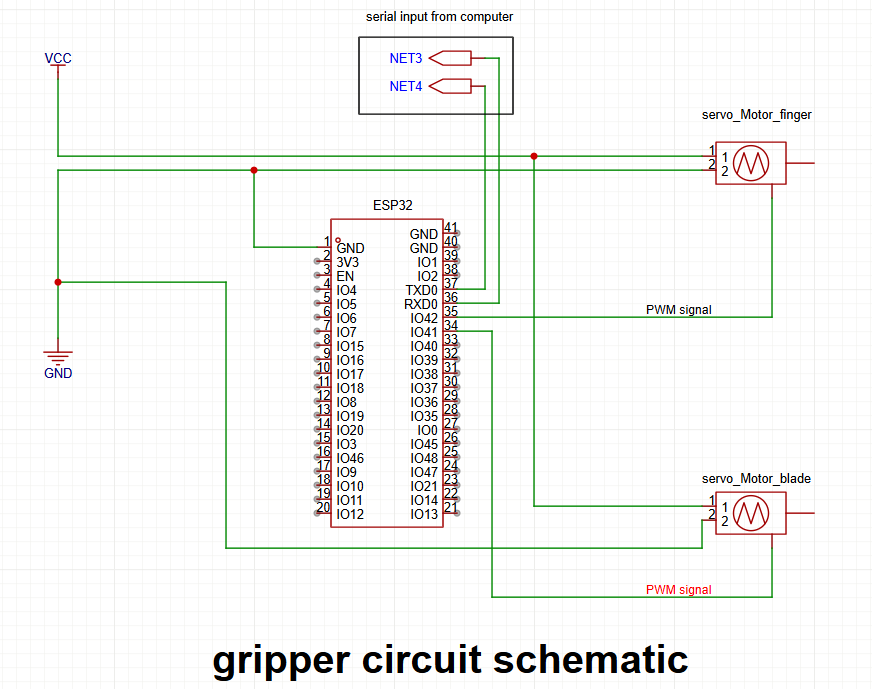 serial input from computer
VCC
NET3
NET4
servo_Motor_finger
1 1
2 2
ESP32
1 GND GND 41
2 3V3 GND 40
3 EN IO1 39
4 IO4 IO2 38
5 IO5 TXD0 37
6 IO6 RXD0 36
7 IO7 IO42 35
8 IO15 IO41 34
9 IO16 IO40 33
10 IO17 IO39 32
11 IO18 IO38 31
12 IO8 IO37 30
13 IO19 IO36 29
14 IO20 IO35 28
15 IO3 IO0 27
16 IO46 IO45 26
17 IO9 IO48 25
18 IO10 IO47 24
19 IO11 IO21 23
20 IO12 IO14 22
IO13 21
PWM signal
GND
servo_Motor_blade
1 1
2 2
PWM signal
gripper circuit schematic